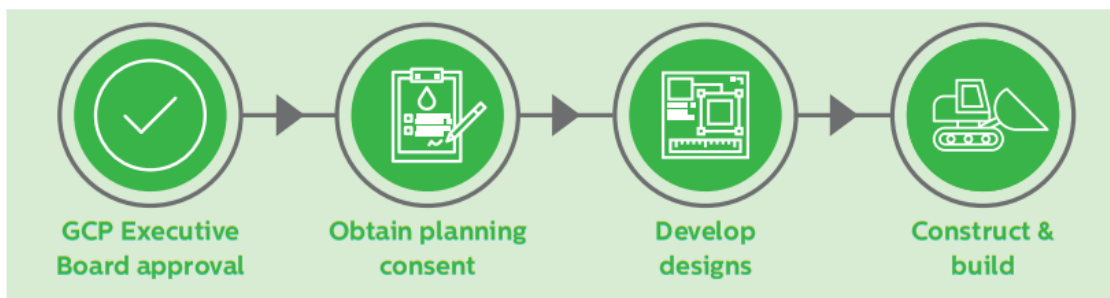 GCP Executive
Board approval
Obtain planning
consent
Develop
designs
Construct &
build